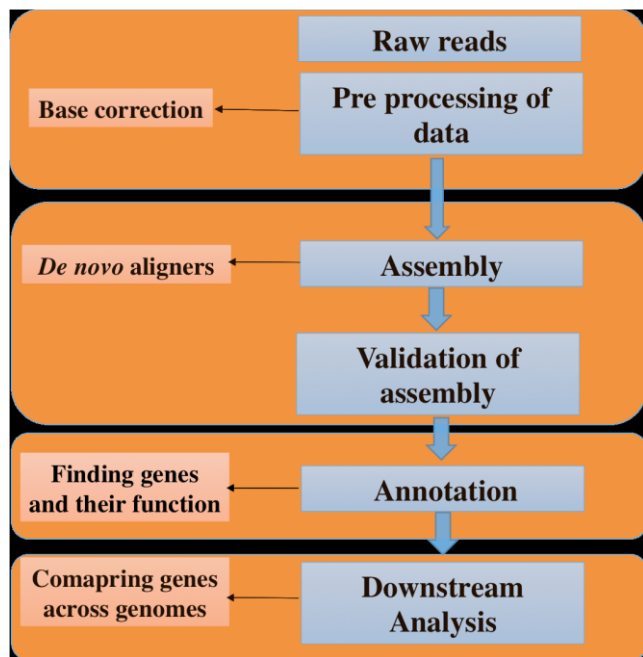 Raw reads
Base correction
Pre processing of
data
De novo aligners
Assembly
Validation of
assembly
Finding genes
and their function
Annotation
Comapring genes
across genomes
Downstream
Analysis